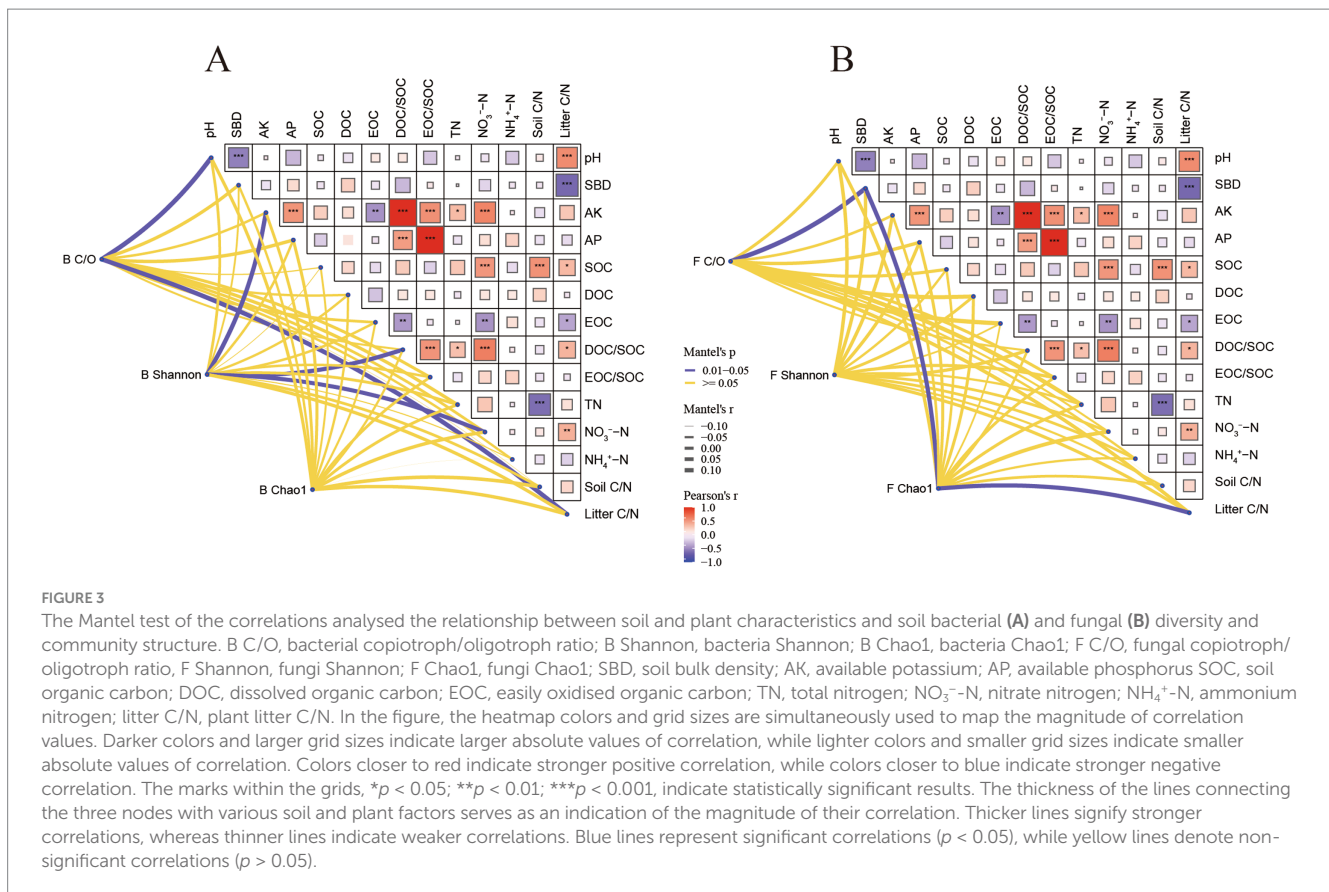 A
B
pH
SBD
AK
AP
SOC
DOC
EOC
DOC/SOC
EOC/SOC
TN
NO₃⁻–N
NH₄⁺–N
Soil C/N
Litter C/N
pH
SBD
AK
AP
SOC
DOC
EOC
DOC/SOC
EOC/SOC
TN
NO₃⁻–N
NH₄⁺–N
Soil C/N
Litter C/N
*** ***
***
*** ** *** *** * ***
*** ***
*** *** *
** ** *
*** * *** *
***
**
B C/O
B Shannon
B Chao1
Mantel's p
0.01–0.05
>= 0.05
Mantel's r
−0.10
−0.05
0.00
0.05
0.10
Pearson's r
1.0
0.5
0.0
−0.5
−1.0
pH
SBD
AK
AP
SOC
DOC
EOC
DOC/SOC
EOC/SOC
TN
NO₃⁻–N
NH₄⁺–N
Soil C/N
Litter C/N
pH
SBD
AK
AP
SOC
DOC
EOC
DOC/SOC
EOC/SOC
TN
NO₃⁻–N
NH₄⁺–N
Soil C/N
Litter C/N
*** ***
***
*** ** *** *** * ***
*** ***
*** *** *
** ** *
*** * *** *
***
**
F C/O
F Shannon
F Chao1
FIGURE 3
The Mantel test of the correlations analysed the relationship between soil and plant characteristics and soil bacterial (A) and fungal (B) diversity and
community structure. B C/O, bacterial copiotroph/oligotroph ratio; B Shannon, bacteria Shannon; B Chao1, bacteria Chao1; F C/O, fungal copiotroph/
oligotroph ratio, F Shannon, fungi Shannon; F Chao1, fungi Chao1; SBD, soil bulk density; AK, available potassium; AP, available phosphorus SOC, soil
organic carbon; DOC, dissolved organic carbon; EOC, easily oxidised organic carbon; TN, total nitrogen; NO₃⁻-N, nitrate nitrogen; NH₄⁺-N, ammonium
nitrogen; litter C/N, plant litter C/N. In the figure, the heatmap colors and grid sizes are simultaneously used to map the magnitude of correlation
values. Darker colors and larger grid sizes indicate larger absolute values of correlation, while lighter colors and smaller grid sizes indicate smaller
absolute values of correlation. Colors closer to red indicate stronger positive correlation, while colors closer to blue indicate stronger negative
correlation. The marks within the grids, *p < 0.05; **p < 0.01; ***p < 0.001, indicate statistically significant results. The thickness of the lines connecting
the three nodes with various soil and plant factors serves as an indication of the magnitude of their correlation. Thicker lines signify stronger
correlations, whereas thinner lines indicate weaker correlations. Blue lines represent significant correlations (p < 0.05), while yellow lines denote non-
significant correlations (p > 0.05).